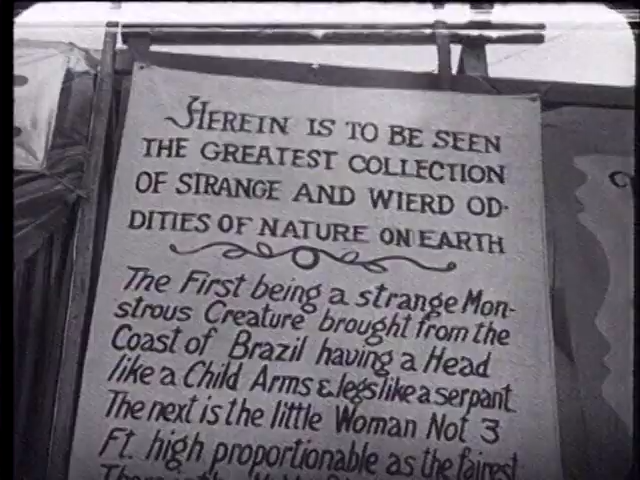 HEREIN IS TO BE SEEN
THE GREATEST COLLECTION
OF STRANGE AND WIERD OD-
DITIES OF NATURE ON EARTH
The First being a strange Mon-
strous Creature brought from the
Coast of Brazil having a Head
like a Child Arms & legs like a serpant
The next is the little Woman Not 3
Ft. high proportionable as the fairest